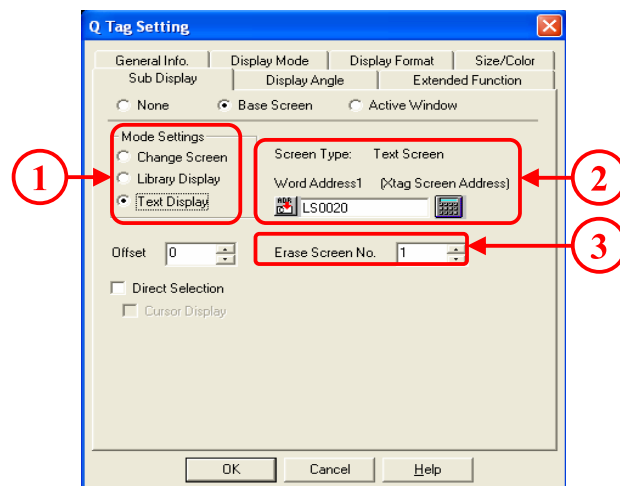 Q Tag Setting
General Info. Display Mode Display Format Size/Color
Sub Display Display Angle Extended Function
None Base Screen Active Window
Mode Settings
Change Screen
Library Display
Text Display
1
Screen Type: Text Screen
Word Address1 (Xtag Screen Address)
ADR
LS0020
2
Offset 0 Erase Screen No. 1
3
Direct Selection
Cursor Display
OK Cancel Help